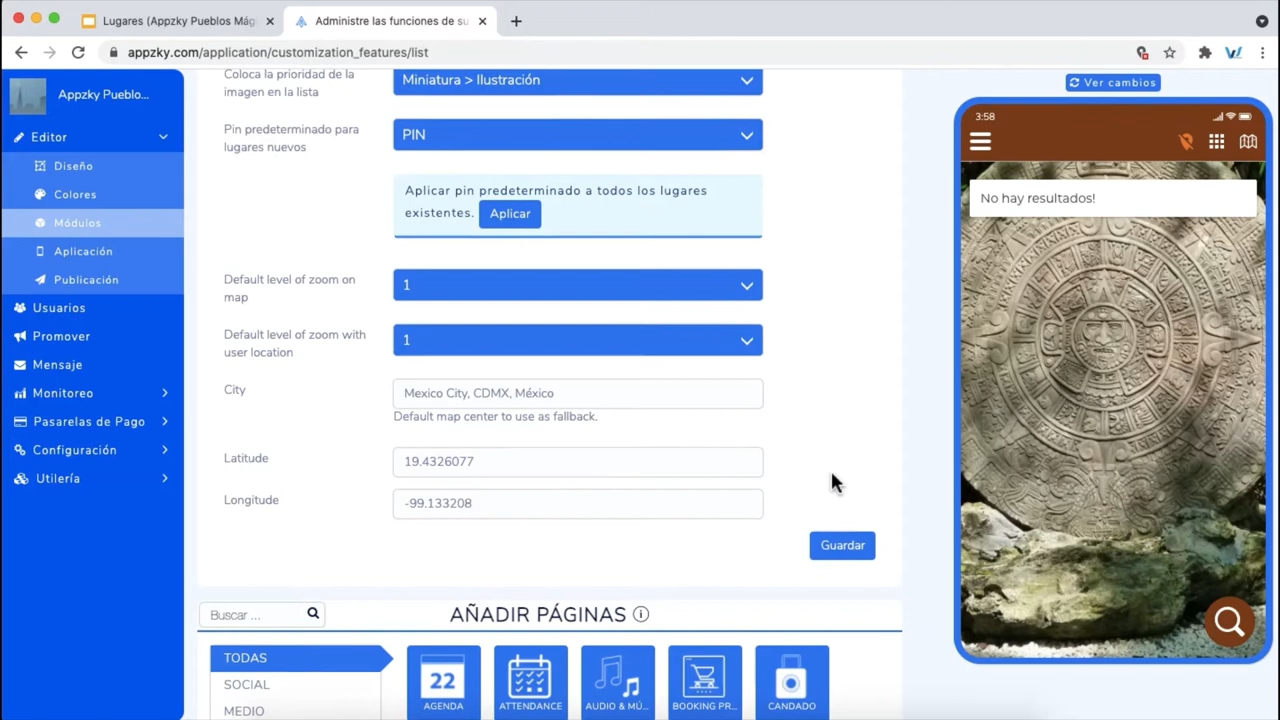 Lugares (Appzky Pueblos Mág
Administre las funciones de su
appzky.com/application/customization_features/list
Appzky Pueblo...
Editor
Diseño
Colores
Módulos
Aplicación
Publicación
Usuarios
Promover
Mensaje
Monitoreo
Pasarelas de Pago
Configuración
Utilería
Coloca la prioridad de la
imagen en la lista
Miniatura > Ilustración
Pin predeterminado para
lugares nuevos
PIN
Aplicar pin predeterminado a todos los lugares
existentes. Aplicar
Default level of zoom on
map
1
Default level of zoom with
user location
1
City
Mexico City, CDMX, México
Default map center to use as fallback.
Latitude
19.4326077
Longitude
-99.133208
Guardar
Buscar ...
AÑADIR PÁGINAS
TODAS
SOCIAL
MEDIO
22
AGENDA
ATTENDANCE
AUDIO & MÚ...
BOOKING PR...
CANDADO
Ver cambios
3:58
No hay resultados!